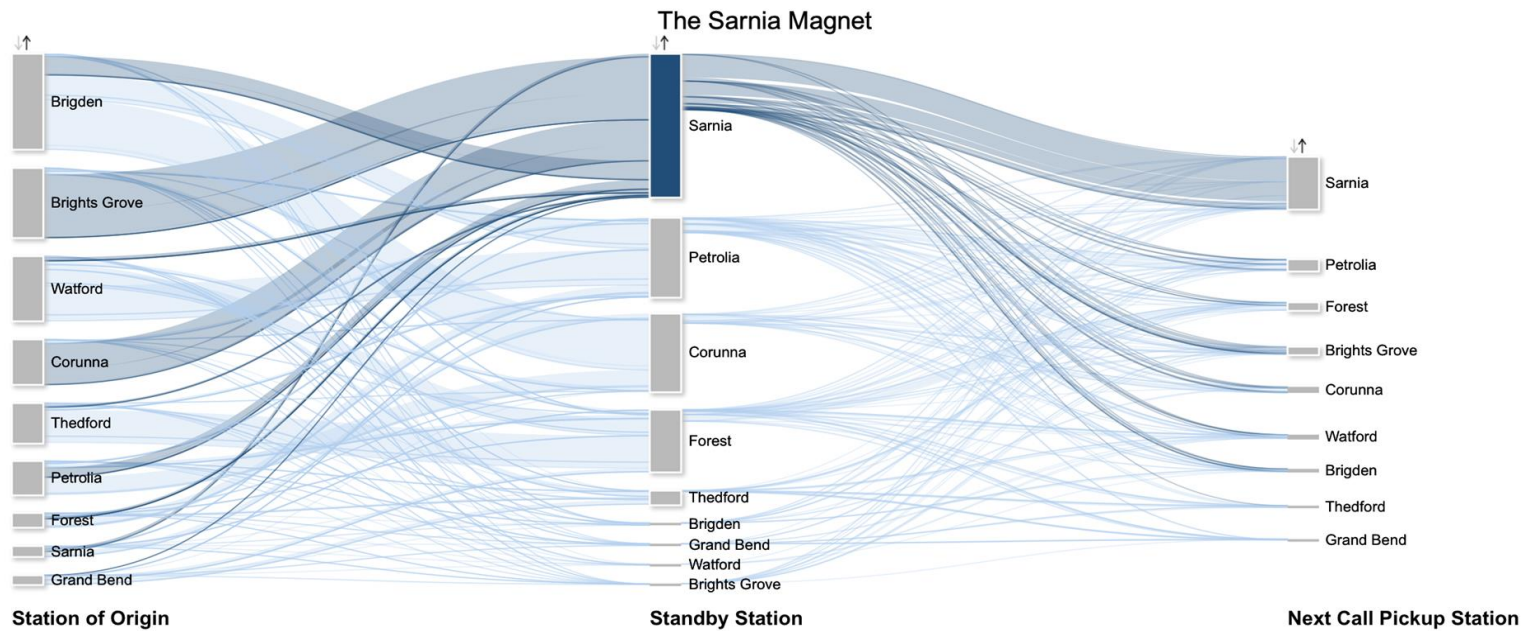 The Sarnia Magnet
Brigden
Brights Grove
Watford
Corunna
Thedford
Petrolia
Forest
Sarnia
Grand Bend
Station of Origin
Sarnia
Petrolia
Corunna
Forest
Thedford
Brigden
Grand Bend
Watford
Brights Grove
Standby Station
Sarnia
Petrolia
Forest
Brights Grove
Corunna
Watford
Brigden
Thedford
Grand Bend
Next Call Pickup Station